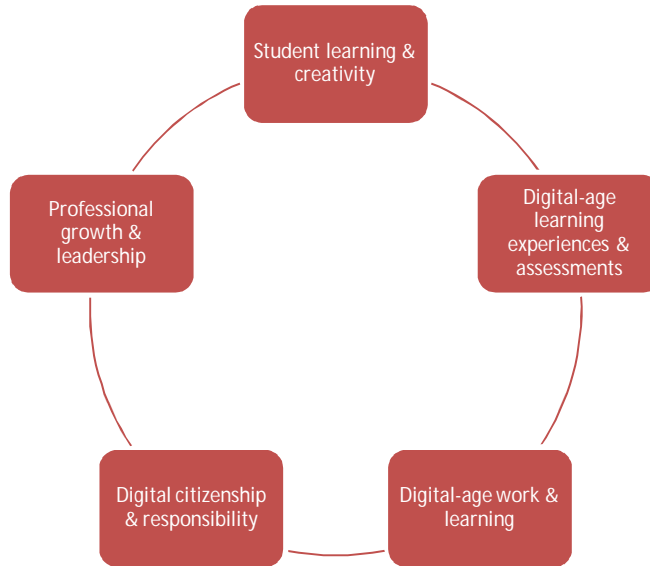 Student learning &
creativity
Digital-age
learning
experiences &
assessments
Digital-age work &
learning
Digital citizenship
& responsibility
Professional
growth &
leadership